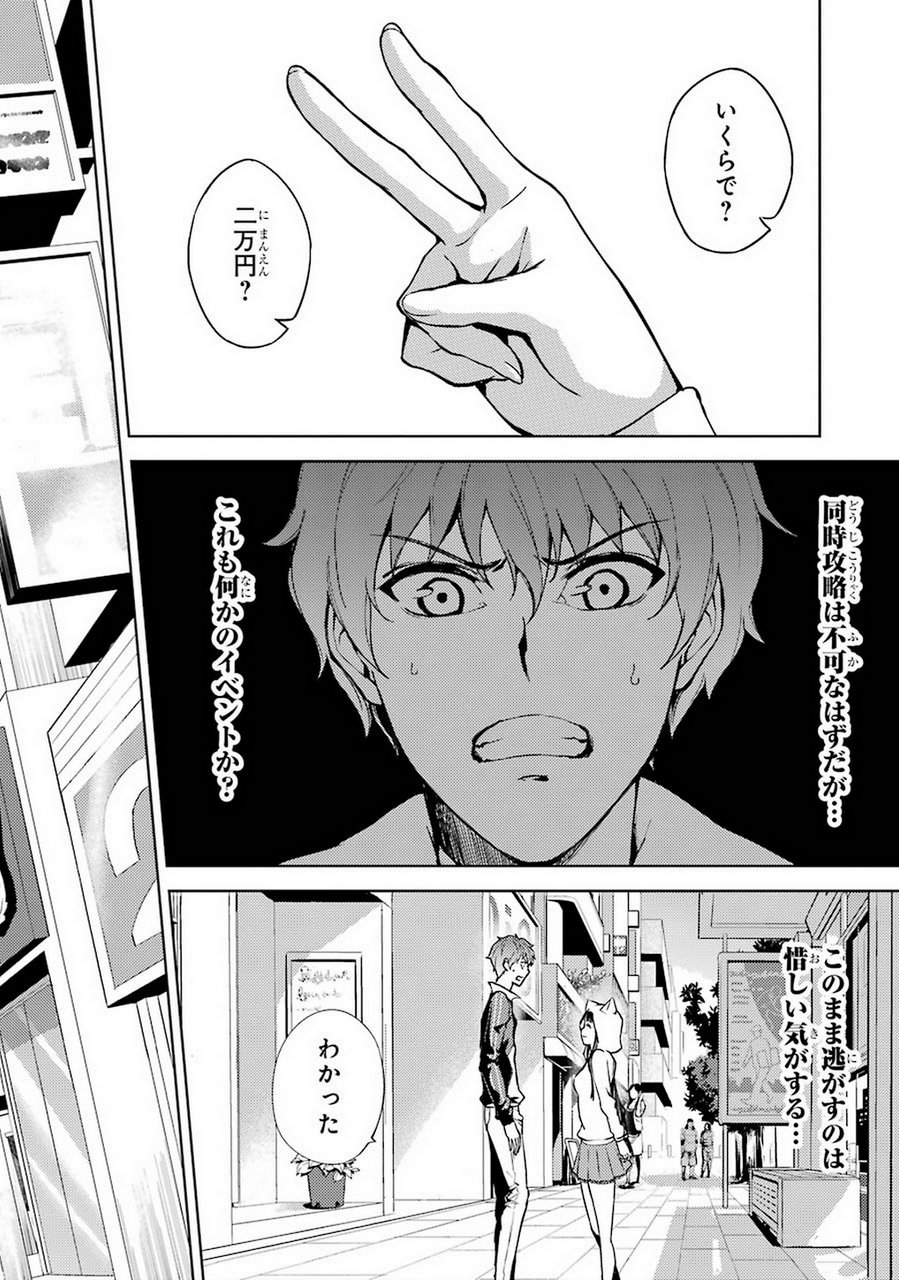 いくらで?
二万円?
同時攻略は不可なはずだが…
これも何かのイベントか?
このまま逃がすのは
惜しい気がする…
わかった